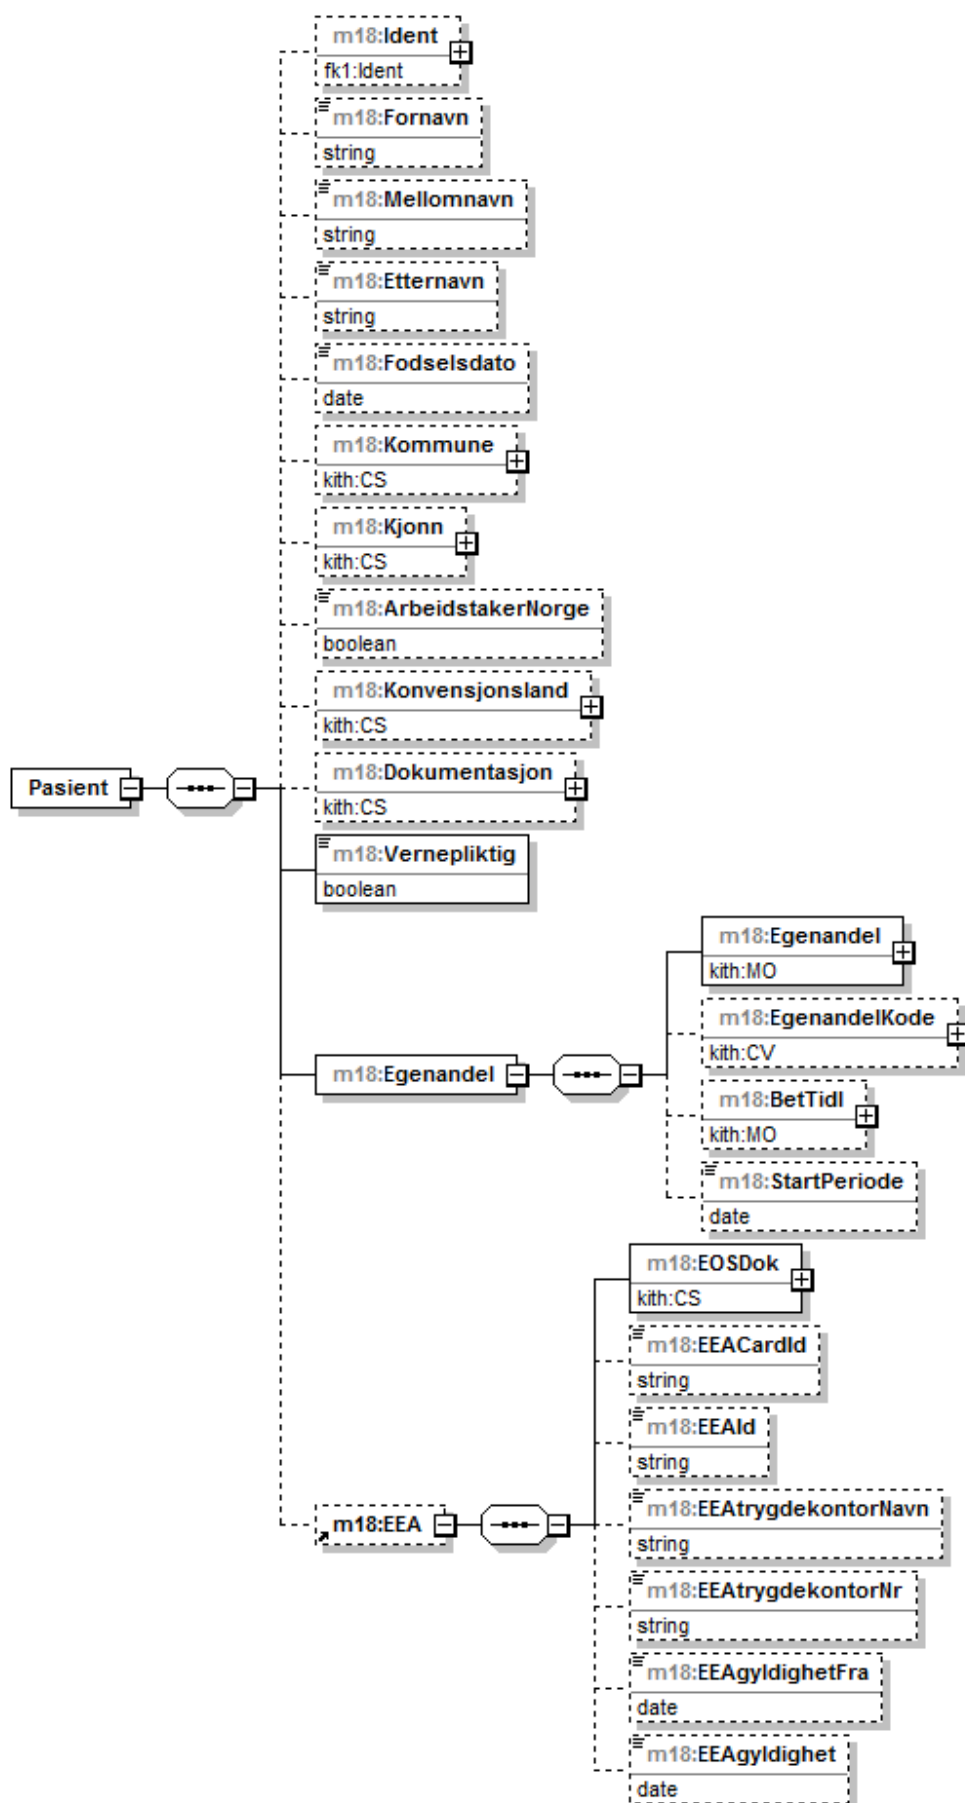 m18:Ident
fk1:Ident
m18:Fornavn
string
m18:Mellomnavn
string
m18:Etternavn
string
m18:Fodselsdato
date
m18:Kommune
kith:CS
m18:Kjonn
kith:CS
m18:ArbeidstakerNorge
boolean
m18:Konvensjonsland
kith:CS
m18:Dokumentasjon
kith:CS
Pasient
m18:Vernepliktig
boolean
m18:Egenandel
m18:Egenandel
kith:MO
m18:EgenandelKode
kith:CV
m18:BetTidl
kith:MO
m18:StartPeriode
date
m18:EEA
m18:EOSDok
kith:CS
m18:EEACardId
string
m18:EEAId
string
m18:EEAtrygdekontorNavn
string
m18:EEAtrygdekontorNr
string
m18:EEAgyldighetFra
date
m18:EEAgyldighet
date